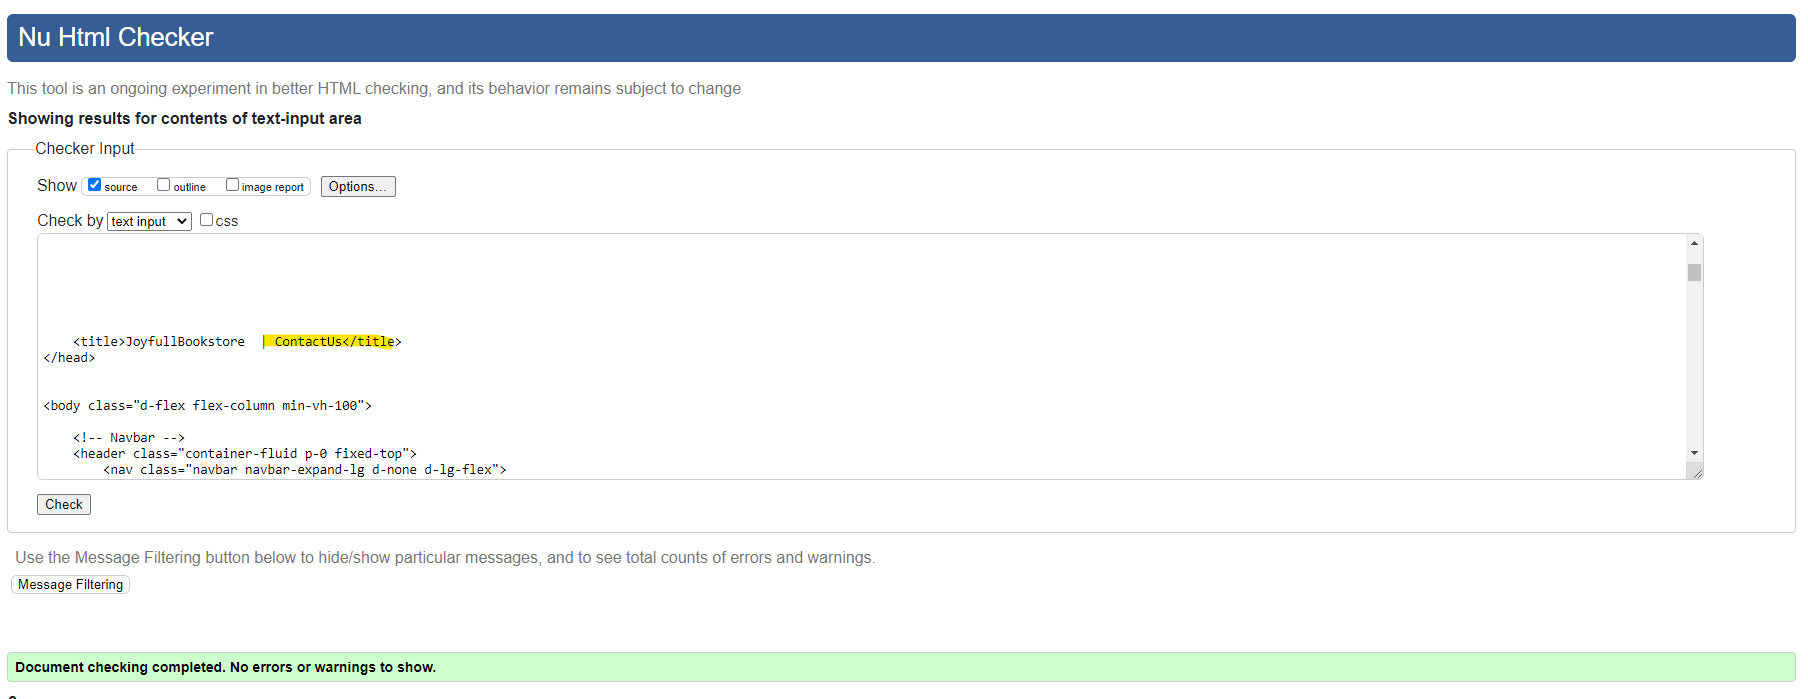 Nu Html Checker
This tool is an ongoing experiment in better HTML checking, and its behavior remains subject to change
Showing results for contents of text-input area
Checker Input
Show source outline image report Options...
Check by text input css
<title>JoyfullBookstore | ContactUs</title>
</head>
<body class="d-flex flex-column min-vh-100">
<!-- Navbar -->
<header class="container-fluid p-0 fixed-top">
<nav class="navbar navbar-expand-lg d-none d-lg-flex">
Check
Use the Message Filtering button below to hide/show particular messages, and to see total counts of errors and warnings.
Message Filtering
Document checking completed. No errors or warnings to show.